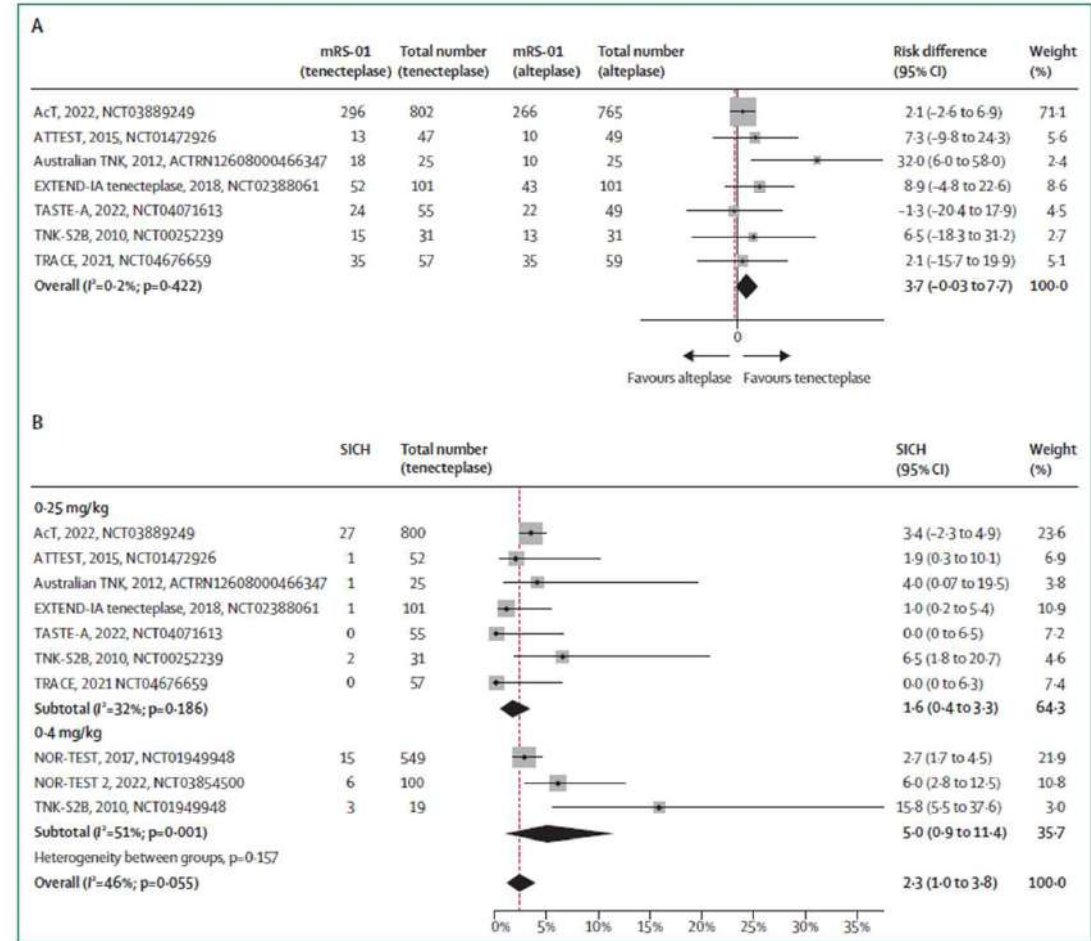 A
mRS-01 (tenecteplase) Total number (tenecteplase) mRS-01 (alteplase) Total number (alteplase) Risk difference (95% CI) Weight (%)
AcT, 2022, NCT03889249 296 802 266 765 2·1 (–2·6 to 6·9) 71·1
ATTEST, 2015, NCT01472926 13 47 10 49 7·3 (–9·8 to 24·3) 5·6
Australian TNK, 2012, ACTRN12608000466347 18 25 10 25 32·0 (6·0 to 58·0) 2·4
EXTEND-IA tenecteplase, 2018, NCT02388061 52 101 43 101 8·9 (–4·8 to 22·6) 8·6
TASTE-A, 2022, NCT04071613 24 55 22 49 –1·3 (–20·4 to 17·9) 4·5
TNK-S2B, 2010, NCT00252239 15 31 13 31 6·5 (–18·3 to 31·2) 2·7
TRACE, 2021, NCT04676659 35 57 35 59 2·1 (–15·7 to 19·9) 5·1
Overall (I²=0·2%; p=0·422) 3·7 (–0·03 to 7·7) 100·0
0
Favours alteplase Favours tenecteplase
B
SICH Total number (tenecteplase) SICH (95% CI) Weight (%)
0·25 mg/kg
AcT, 2022, NCT03889249 27 800 3·4 (–2·3 to 4·9) 23·6
ATTEST, 2015, NCT01472926 1 52 1·9 (0·3 to 10·1) 6·9
Australian TNK, 2012, ACTRN12608000466347 1 25 4·0 (0·07 to 19·5) 3·8
EXTEND-IA tenecteplase, 2018, NCT02388061 1 101 1·0 (0·2 to 5·4) 10·9
TASTE-A, 2022, NCT04071613 0 55 0·0 (0 to 6·5) 7·2
TNK-S2B, 2010, NCT00252239 2 31 6·5 (1·8 to 20·7) 4·6
TRACE, 2021 NCT04676659 0 57 0·0 (0 to 6·3) 7·4
Subtotal (I²=32%; p=0·186) 1·6 (0·4 to 3·3) 64·3
0·4 mg/kg
NOR-TEST, 2017, NCT01949948 15 549 2·7 (1·7 to 4·5) 21·9
NOR-TEST 2, 2022, NCT03854500 6 100 6·0 (2·8 to 12·5) 10·8
TNK-S2B, 2010, NCT01949948 3 19 15·8 (5·5 to 37·6) 3·0
Subtotal (I²=51%; p=0·001) 5·0 (0·9 to 11·4) 35·7
Heterogeneity between groups, p=0·157
Overall (I²=46%; p=0·055) 2·3 (1·0 to 3·8) 100·0
0% 5% 10% 15% 20% 25% 30% 35%